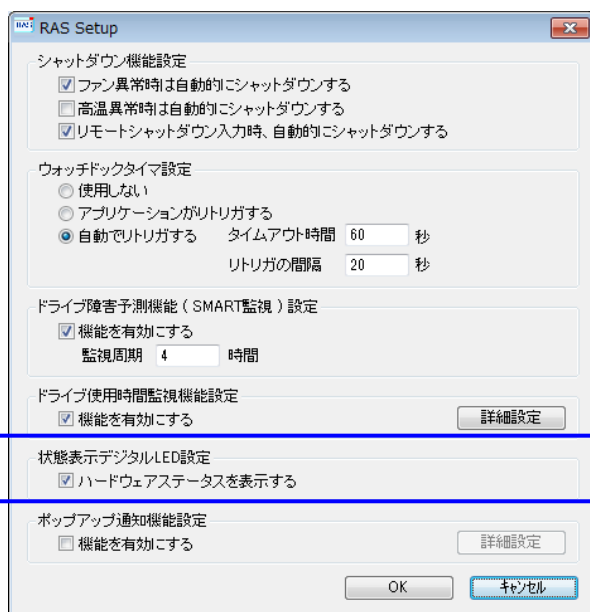 RAS Setup
シャットダウン機能設定
ファン異常時は自動的にシャットダウンする
高温異常時は自動的にシャットダウンする
リモートシャットダウン入力時、自動的にシャットダウンする
ウォッチドックタイマ設定
使用しない
アプリケーションがリトリガする
自動でリトリガする タイムアウト時間 60 秒
リトリガの間隔 20 秒
ドライブ障害予測機能 ( SMART監視 ) 設定
機能を有効にする
監視周期 4 時間
ドライブ使用時間監視機能設定
機能を有効にする 詳細設定
状態表示デジタルLED設定
ハードウェアステータスを表示する
ポップアップ通知機能設定
機能を有効にする 詳細設定
OK キャンセル